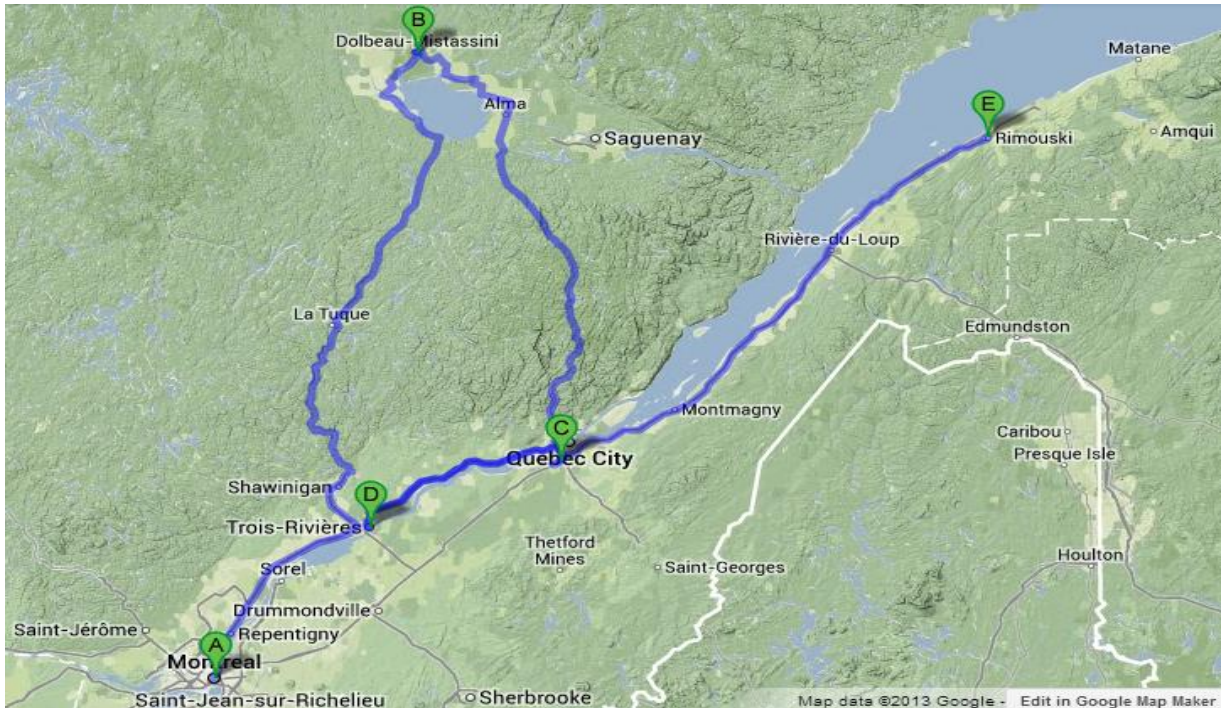 B
Dolbeau-Mistassini
Matane
Alma
E
Saguenay
Rimouski
Amqui
Rivière-du-Loup
La Tuque
Edmundston
Montmagny
C
Quebec City
Caribou
Presque Isle
Shawinigan
D
Trois-Rivières
Thetford
Mines
Saint-Georges
Houlton
Sorel
Drummondville
Saint-Jérôme
Repentigny
A
Montreal
Saint-Jean-sur-Richelieu
Sherbrooke
Map data ©2013 Google - Edit in Google Map Maker